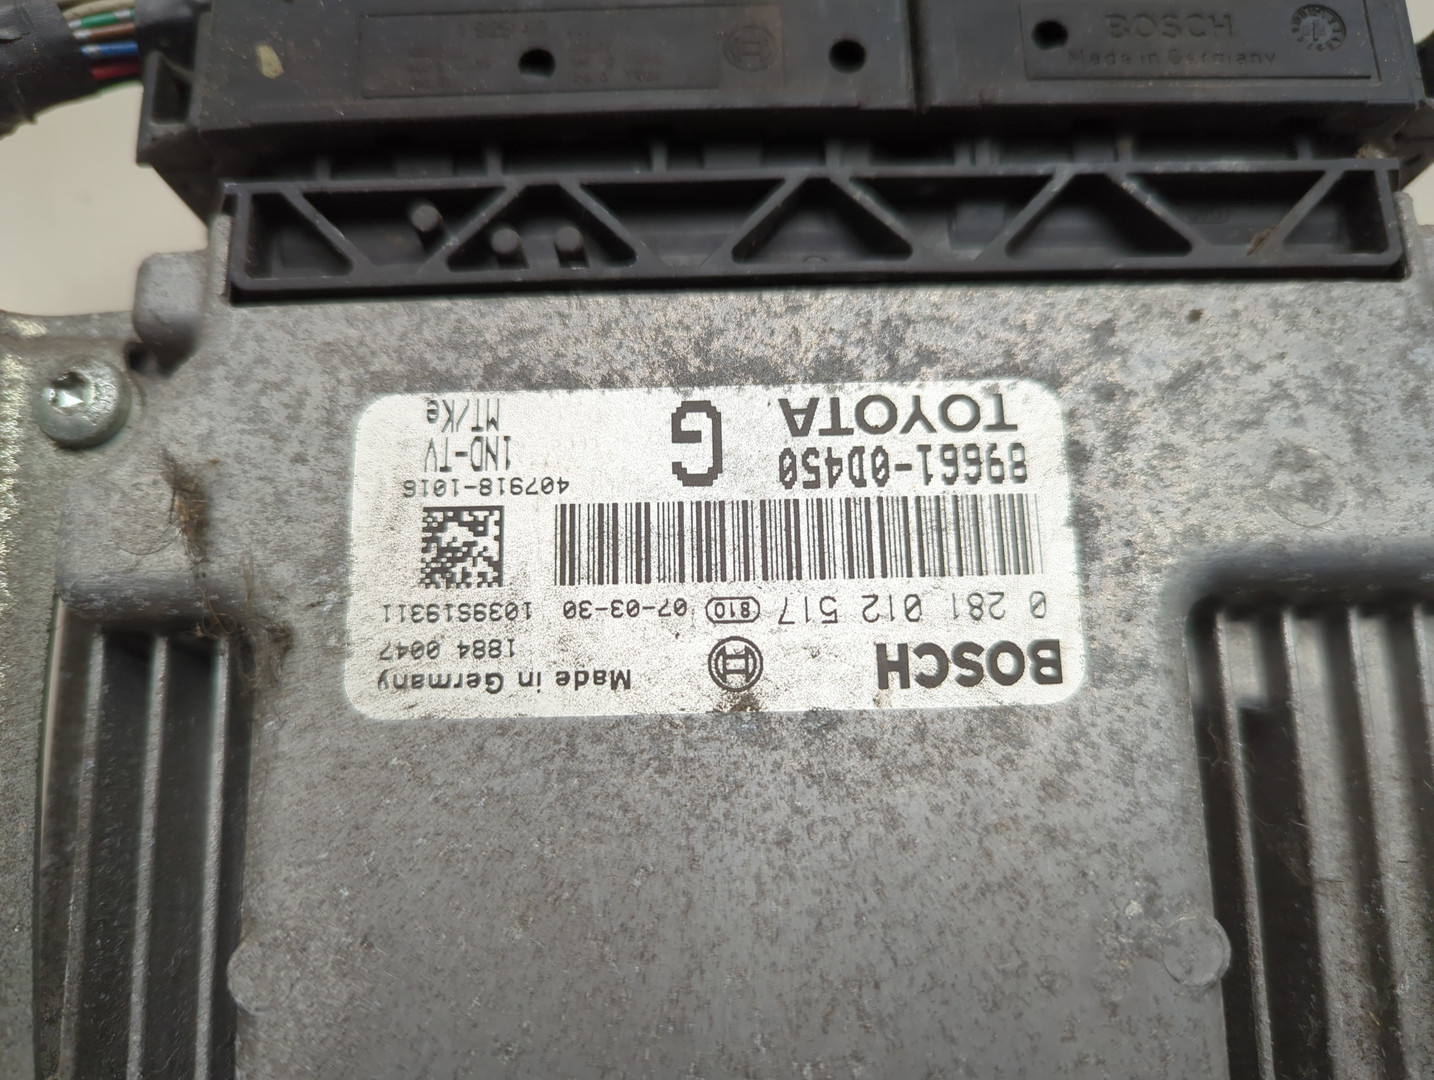 BOSCH
Made in Germany
BOSCH
Made in Germany
1884 0047
0 281 012 517
810
07-03-30
1039S19311
89661-0D450
G
407918-1016
TOYOTA
1ND-TV
MT/Ke